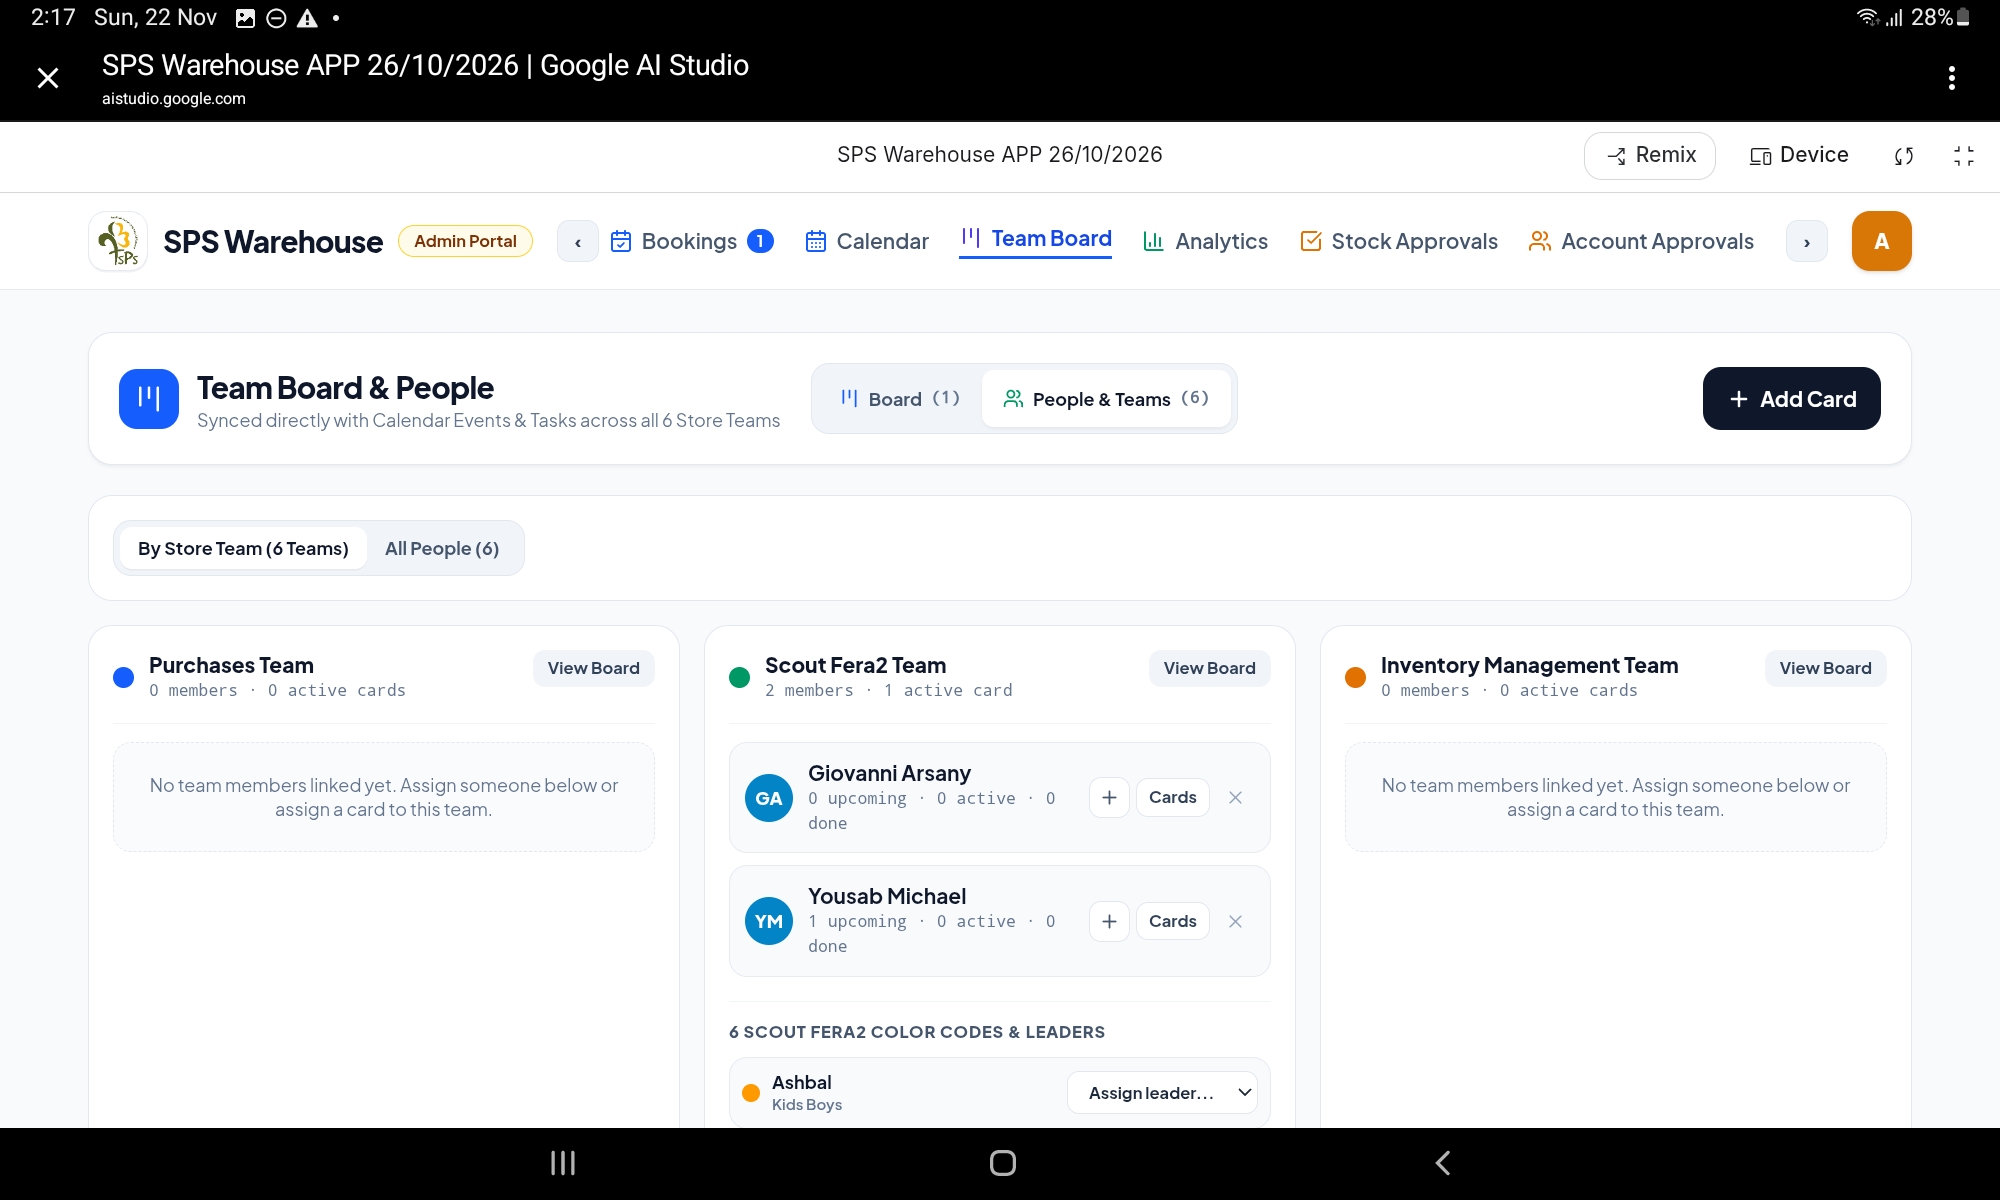 2:17 Sun, 22 Nov 28%
SPS Warehouse APP 26/10/2026 | Google AI Studio
aistudio.google.com
SPS Warehouse APP 26/10/2026 Remix Device
SPS Warehouse Admin Portal ‹ Bookings 1 Calendar Team Board Analytics Stock Approvals Account Approvals › A
SPs
Team Board & People
Synced directly with Calendar Events & Tasks across all 6 Store Teams
Board (1) People & Teams (6)
+ Add Card
By Store Team (6 Teams) All People (6)
Purchases Team View Board
0 members · 0 active cards
No team members linked yet. Assign someone below or
assign a card to this team.
Scout Fera2 Team View Board
2 members · 1 active card
GA Giovanni Arsany
0 upcoming · 0 active · 0
done
+ Cards ×
YM Yousab Michael
1 upcoming · 0 active · 0
done
+ Cards ×
6 SCOUT FERA2 COLOR CODES & LEADERS
Ashbal
Kids Boys
Assign leader...
Inventory Management Team View Board
0 members · 0 active cards
No team members linked yet. Assign someone below or
assign a card to this team.